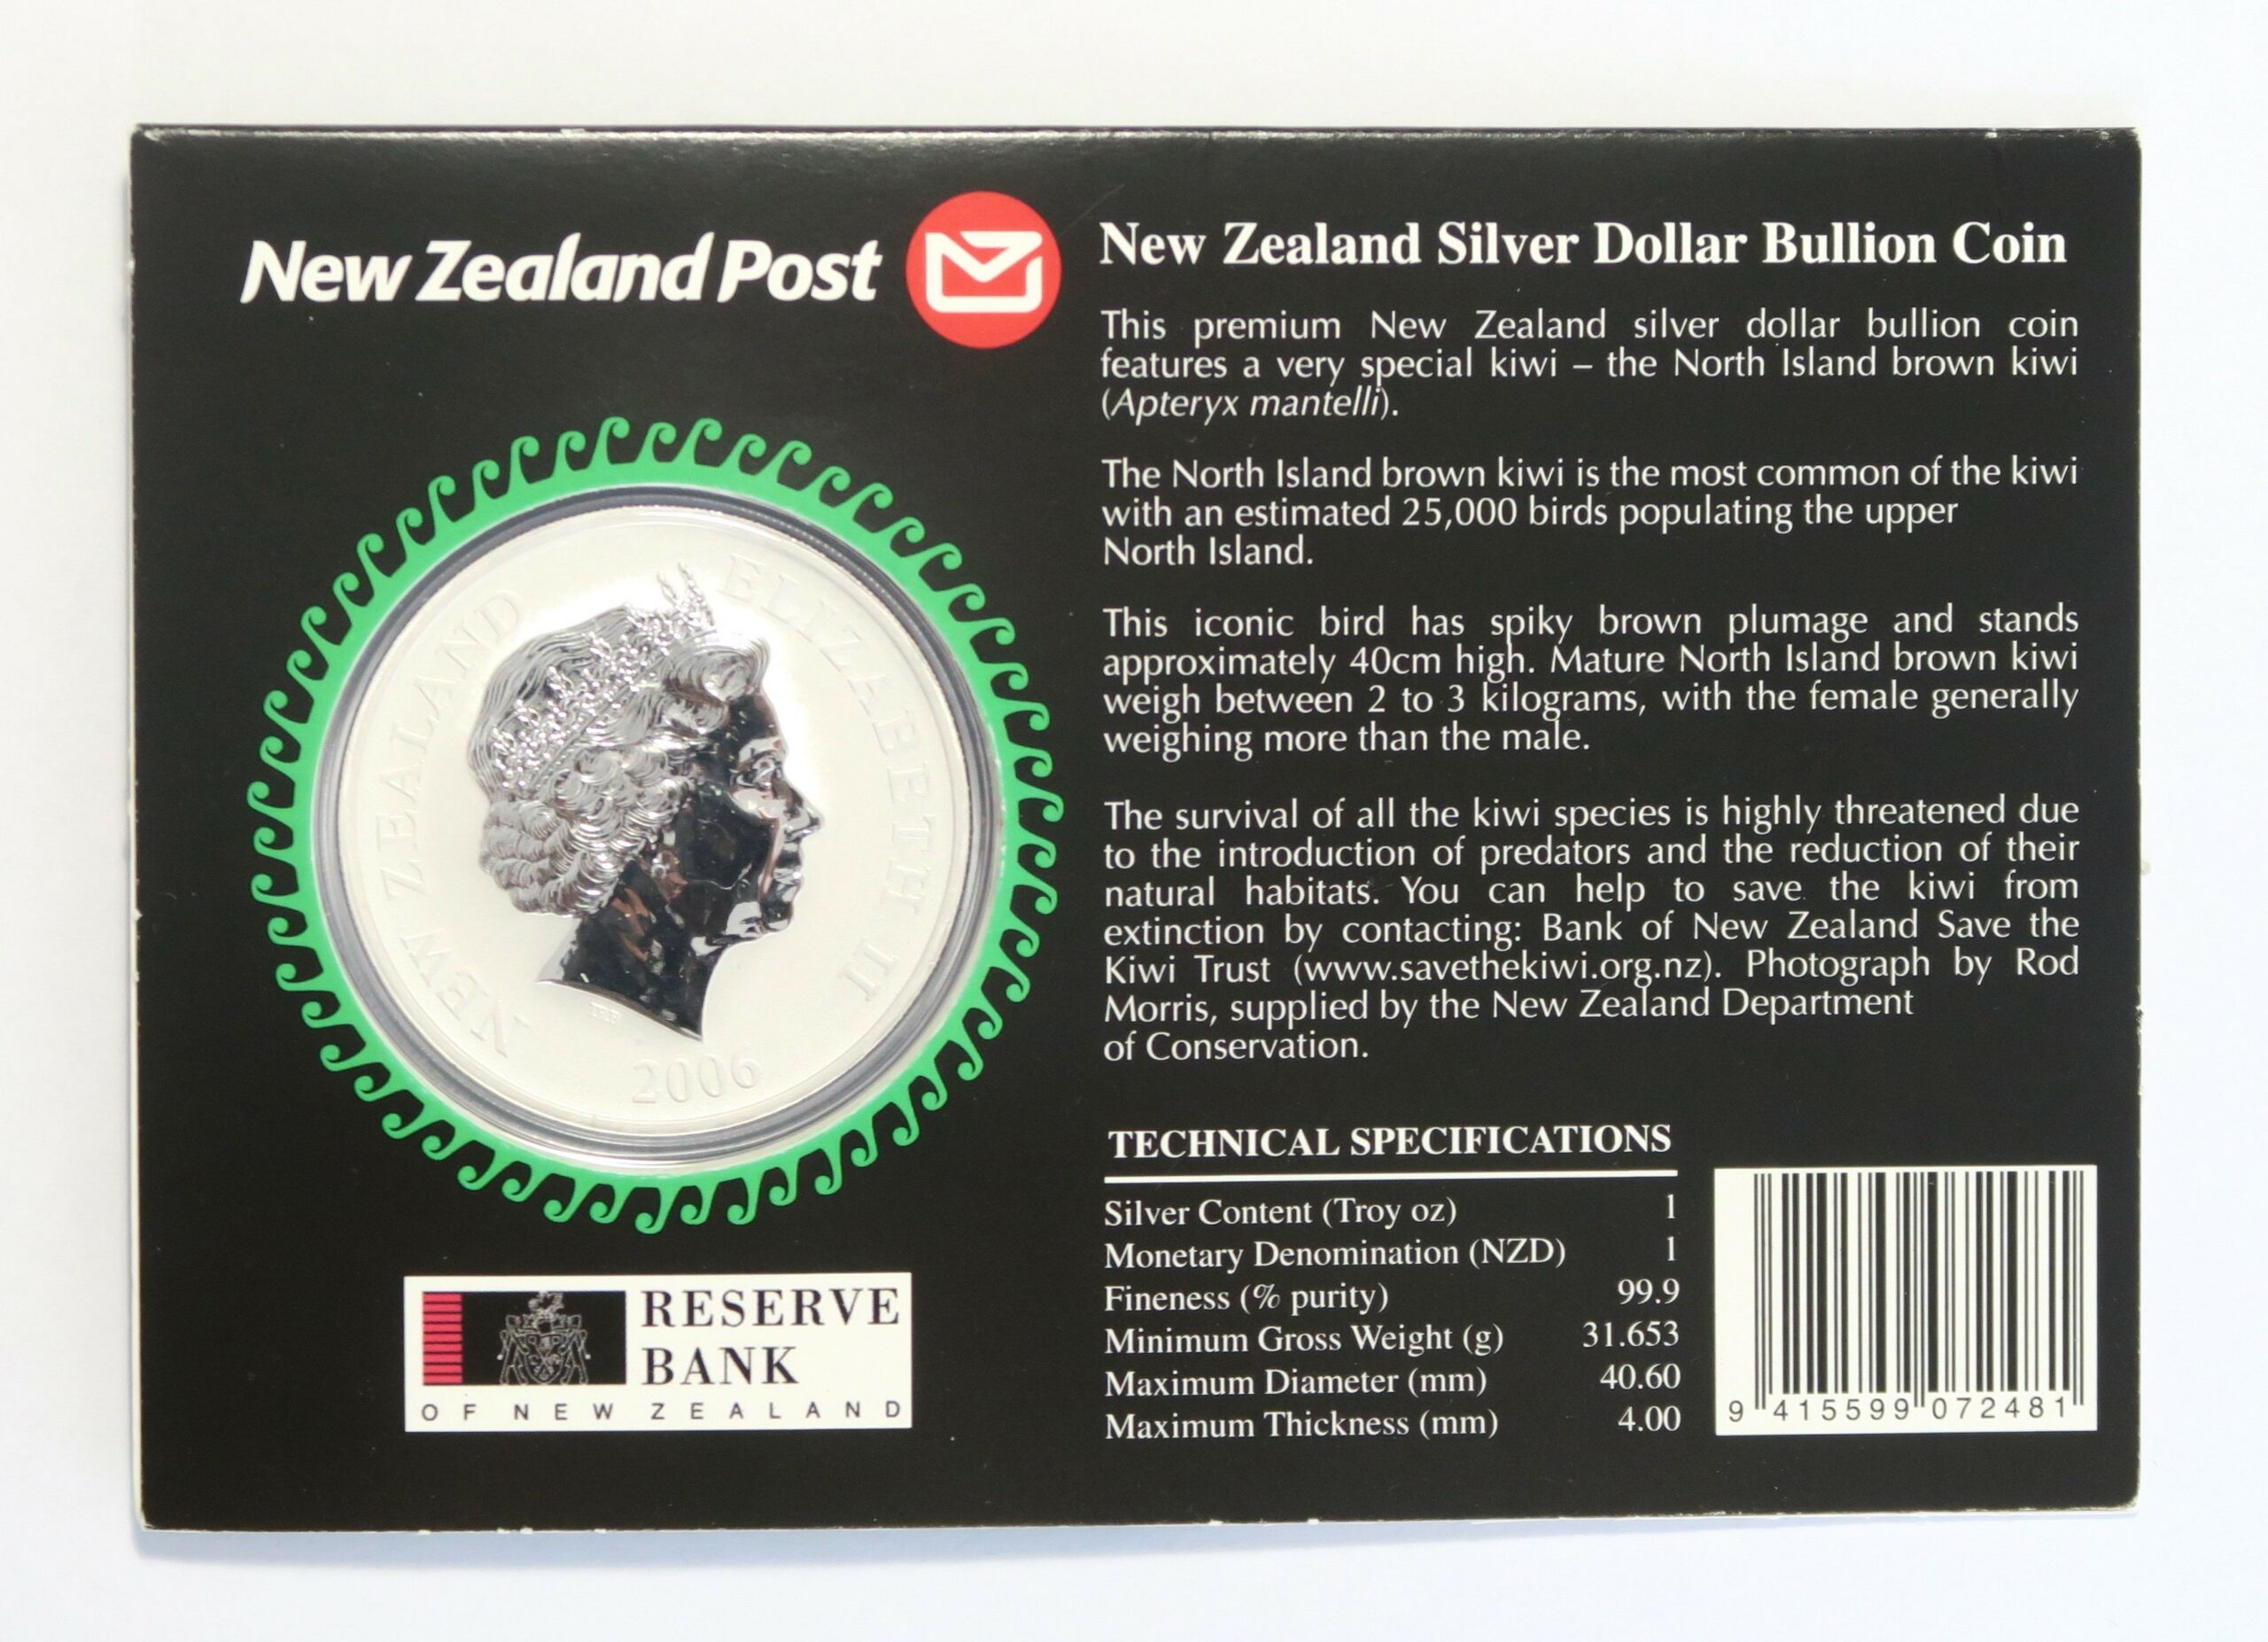 New Zealand Post
NEW ZEALAND
ELIZABETH II
2006
IRB
RESERVE
BANK
OF NEW ZEALAND
New Zealand Silver Dollar Bullion Coin
This premium New Zealand silver dollar bullion coin
features a very special kiwi – the North Island brown kiwi
(Apteryx mantelli).
The North Island brown kiwi is the most common of the kiwi
with an estimated 25,000 birds populating the upper
North Island.
This iconic bird has spiky brown plumage and stands
approximately 40cm high. Mature North Island brown kiwi
weigh between 2 to 3 kilograms, with the female generally
weighing more than the male.
The survival of all the kiwi species is highly threatened due
to the introduction of predators and the reduction of their
natural habitats. You can help to save the kiwi from
extinction by contacting: Bank of New Zealand Save the
Kiwi Trust (www.savethekiwi.org.nz). Photograph by Rod
Morris, supplied by the New Zealand Department
of Conservation.
TECHNICAL SPECIFICATIONS
Silver Content (Troy oz) 1
Monetary Denomination (NZD) 1
Fineness (% purity) 99.9
Minimum Gross Weight (g) 31.653
Maximum Diameter (mm) 40.60
Maximum Thickness (mm) 4.00
9 415599 072481